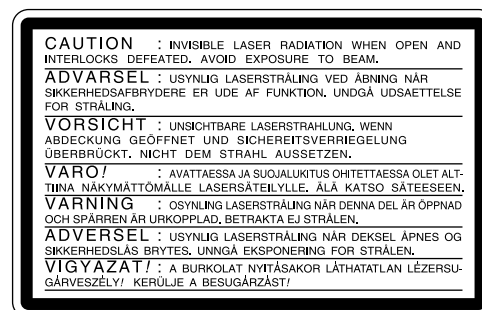 CAUTION : INVISIBLE LASER RADIATION WHEN OPEN AND
INTERLOCKS DEFEATED. AVOID EXPOSURE TO BEAM.
ADVARSEL : USYNLIG LASERSTRÅLING VED ÅBNING NÅR
SIKKERHEDSAFBRYDERE ER UDE AF FUNKTION. UNDGÅ UDSAETTELSE
FOR STRÅLING.
VORSICHT : UNSICHTBARE LASERSTRAHLUNG. WENN
ABDECKUNG GEÖFFNET UND SICHEREITSVERRIEGELUNG
ÜBERBRÜCKT. NICHT DEM STRAHL AUSSETZEN.
VARO! : AVATTAESSA JA SUOJALUKITUS OHITETTAESSA OLET ALT-
TIINA NÄKYMÄTTÖMÄLLE LASERSÄTEILYLLE. ÄLÄ KATSO SÄTEESEEN.
VARNING : OSYNLING LASERSTRÅLING NÅR DENNA DEL ÄR ÖPPNAD
OCH SPÄRREN ÄR URKOPPLAD. BETRAKTA EJ STRÅLEN.
ADVERSEL : USYNLIG LASERSTRÅLING NÅR DEKSEL ÅPNES OG
SIKKERHEDSLÅS BRYTES. UNNGÅ EKSPONERING FOR STRÅLEN.
VIGYAZAT! : A BURKOLAT NYITÁSAKOR LÁTHATATLAN LÉZERSU-
GÁRVESZÉLY! KERÜLJE A BESUGÁRZÁST!